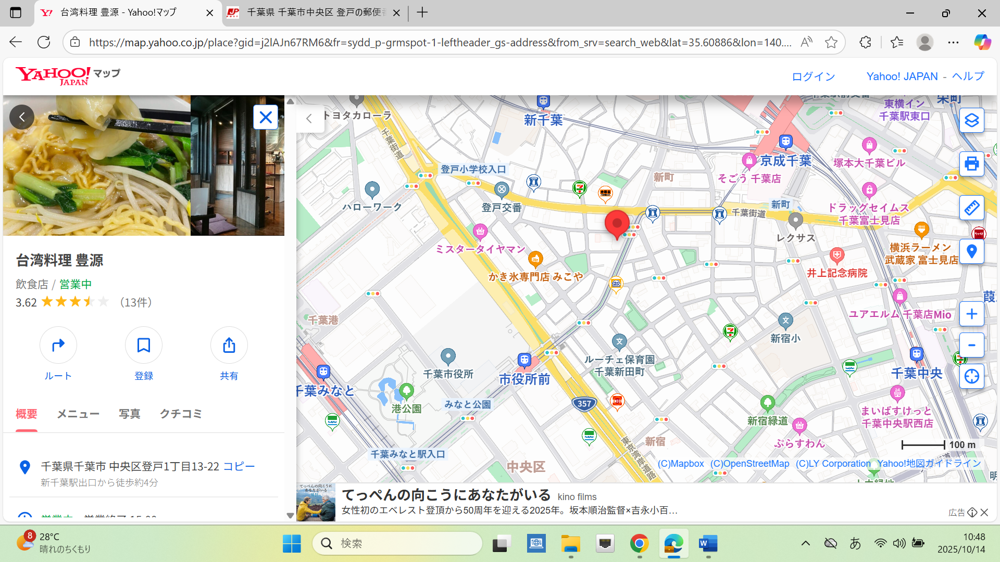 台湾料理 豊源 - Yahoo!マップ
千葉県 千葉市中央区 登戸の郵便番
https://map.yahoo.co.jp/place?gid=j2lAJn67RM6&fr=sydd_p-grmspot-1-leftheader_gs-address&from_srv=search_web&lat=35.60886&lon=140....
YAHOO! JAPAN マップ
ログイン
Yahoo! JAPAN - ヘルプ
台湾料理 豊源
飲食店 / 営業中
3.62 (13件)
ルート
登録
共有
概要
メニュー
写真
クチコミ
千葉県千葉市 中央区登戸1丁目13-22 コピー
新千葉駅出口から徒歩約4分
トヨタカローラ
新千葉
東横イン
千葉駅東口
栄町
千葉街道
京成千葉
塚本大千葉ビル
登戸小学校入口
新町
そごう 千葉店
ハローワーク
登戸交番
新町
千葉街道
ドラッグセイムス
千葉富士見店
レクサス
ミスタータイヤマン
横浜ラーメン
武蔵家 富士見店
かき氷専門店 みこや
井上記念病院
千葉港
ユアエルム 千葉店Mio
新宿小
ルーチェ保育園
千葉新田町
千葉市役所
市役所前
千葉中央
千葉みなと
みなと公園
357
港公園
ENEOS
まいばすけっと
千葉中央駅西店
新宿緑道
東京湾岸道路
新宿
ぷらすわん
千葉みなと駅入口
中央区
100 m
(C)Mapbox (C)OpenStreetMap (C)LY Corporation Yahoo!地図ガイドライン
てっぺんの向こうに
あなたがいる
てっぺんの向こうにあなたがいる kino films
女性初のエベレスト登頂から50周年を迎える2025年。坂本順治監督×吉永小百…
広告
8
28°C
晴れのちくもり
検索
あ
10:48
2025/10/14